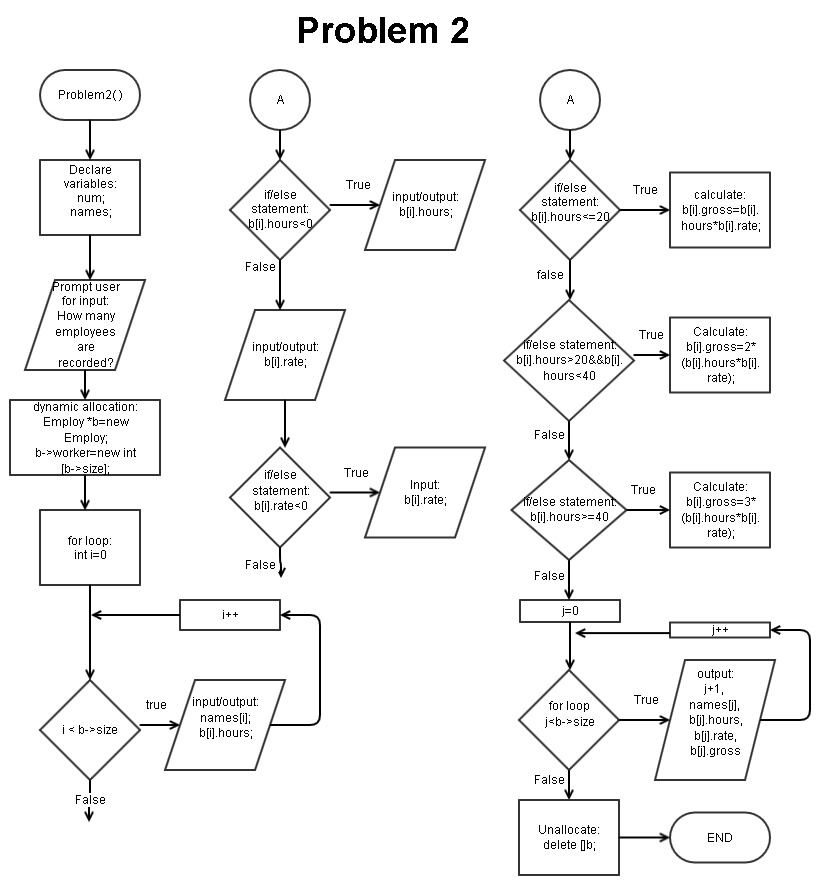 Problem 2
Problem2( )
Declare
variables:
num;
names;
Prompt user
for input:
How many
employees
are
recorded?
dynamic allocation:
Employ *b=new
Employ;
b->worker=new int
[b->size];
for loop:
int i=0
i++
i < b->size
true
input/output:
names[i];
b[i].hours;
False
A
if/else
statement:
b[i].hours<0
True
input/output:
b[i].hours;
False
input/output:
b[i].rate;
if/else
statement:
b[i].rate<0
True
Input:
b[i].rate;
False
A
if/else
statement:
b[i].hours<=20
True
calculate:
b[i].gross=b[i].
hours*b[i].rate;
false
if/else statement:
b[i].hours>20&&b[i].
hours<40
True
Calculate:
b[i].gross=2*
(b[i].hours*b[i].
rate);
False
if/else statement:
b[i].hours>=40
True
Calculate:
b[i].gross=3*
(b[i].hours*b[i].
rate);
False
j=0
j++
for loop
j<b->size
True
output:
j+1,
names[j],
b[j].hours,
b[j].rate,
b[j].gross
False
Unallocate:
delete []b;
END